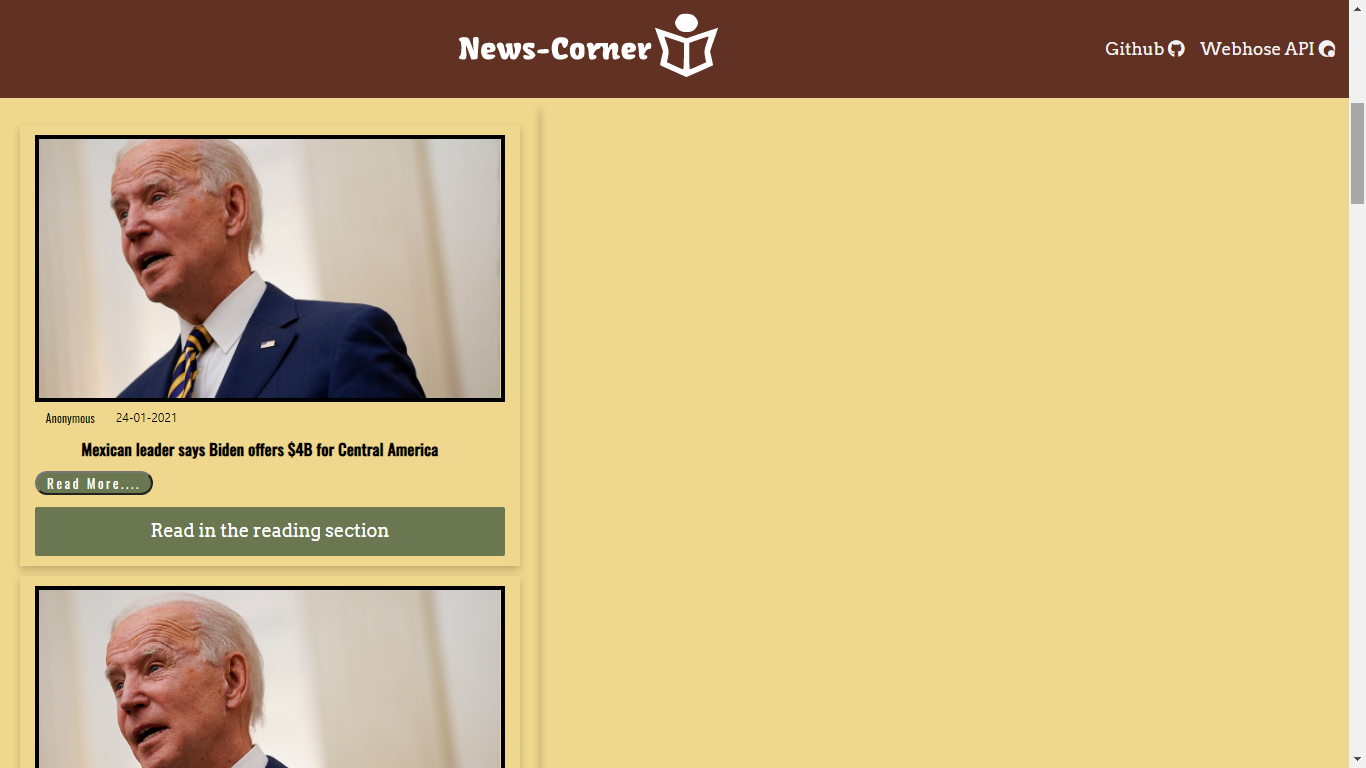 News-Corner
Github
Webhose API
Anonymous 24-01-2021
Mexican leader says Biden offers $4B for Central America
Read More....
Read in the reading section